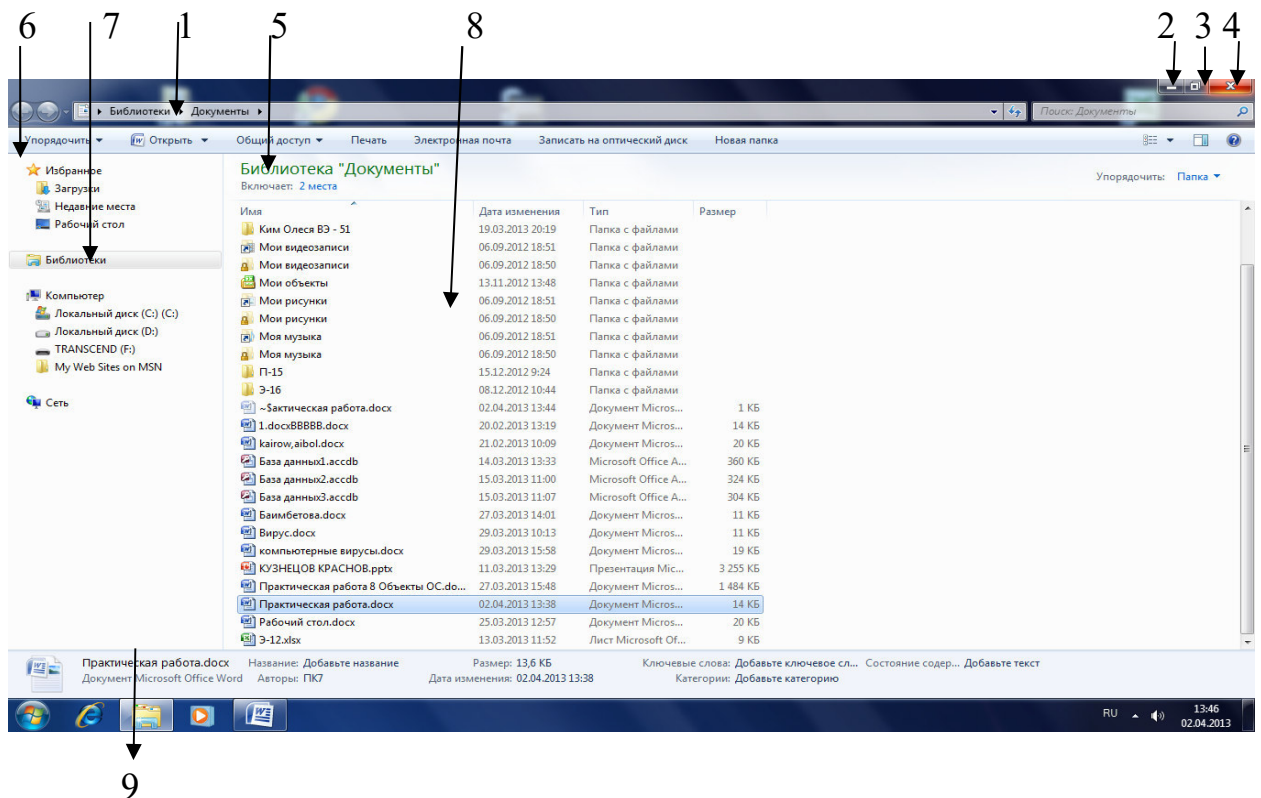 6 7 1 5 8 2 3 4
Библиотеки Документы Поиск: Документы
Упорядочить Открыть Общий доступ Печать Электронная почта Записать на оптический диск Новая папка
Избранное
Загрузки
Недавние места
Рабочий стол
Библиотеки
Компьютер
Локальный диск (C:) (C:)
Локальный диск (D:)
TRANSCEND (F:)
My Web Sites on MSN
Сеть
Библиотека "Документы"
Включает: 2 места
Упорядочить: Папка
Имя Дата изменения Тип Размер
Ким Олеся ВЭ - 51 19.03.2013 20:19 Папка с файлами
Мои видеозаписи 06.09.2012 18:51 Папка с файлами
Мои видеозаписи 06.09.2012 18:50 Папка с файлами
Мои объекты 13.11.2012 13:48 Папка с файлами
Мои рисунки 06.09.2012 18:51 Папка с файлами
Мои рисунки 06.09.2012 18:50 Папка с файлами
Моя музыка 06.09.2012 18:51 Папка с файлами
Моя музыка 06.09.2012 18:50 Папка с файлами
П-15 15.12.2012 9:24 Папка с файлами
Э-16 08.12.2012 10:44 Папка с файлами
~$актическая работа.docx 02.04.2013 13:44 Документ Micros... 1 КБ
1.docxBBBBB.docx 20.02.2013 13:19 Документ Micros... 14 КБ
kairow,aibol.docx 21.02.2013 10:09 Документ Micros... 20 КБ
База данных1.accdb 14.03.2013 13:33 Microsoft Office A... 360 КБ
База данных2.accdb 15.03.2013 11:00 Microsoft Office A... 324 КБ
База данных3.accdb 15.03.2013 11:07 Microsoft Office A... 304 КБ
Баимбетова.docx 27.03.2013 14:01 Документ Micros... 11 КБ
Вирус.docx 29.03.2013 10:13 Документ Micros... 11 КБ
компьютерные вирусы.docx 29.03.2013 15:58 Документ Micros... 19 КБ
КУЗНЕЦОВ КРАСНОВ.pptx 11.03.2013 13:29 Презентация Mic... 3 255 КБ
Практическая работа 8 Объекты ОС.do... 27.03.2013 15:48 Документ Micros... 1 484 КБ
Практическая работа.docx 02.04.2013 13:38 Документ Micros... 14 КБ
Рабочий стол.docx 25.03.2013 12:57 Документ Micros... 20 КБ
Э-12.xlsx 13.03.2013 11:52 Лист Microsoft Of... 9 КБ
Практическая работа.docx Название: Добавьте название Размер: 13,6 КБ Ключевые слова: Добавьте ключевое сл... Состояние содер... Добавьте текст
Документ Microsoft Office Word Авторы: ПК7 Дата изменения: 02.04.2013 13:38 Категории: Добавьте категорию
RU 13:46
02.04.2013
9